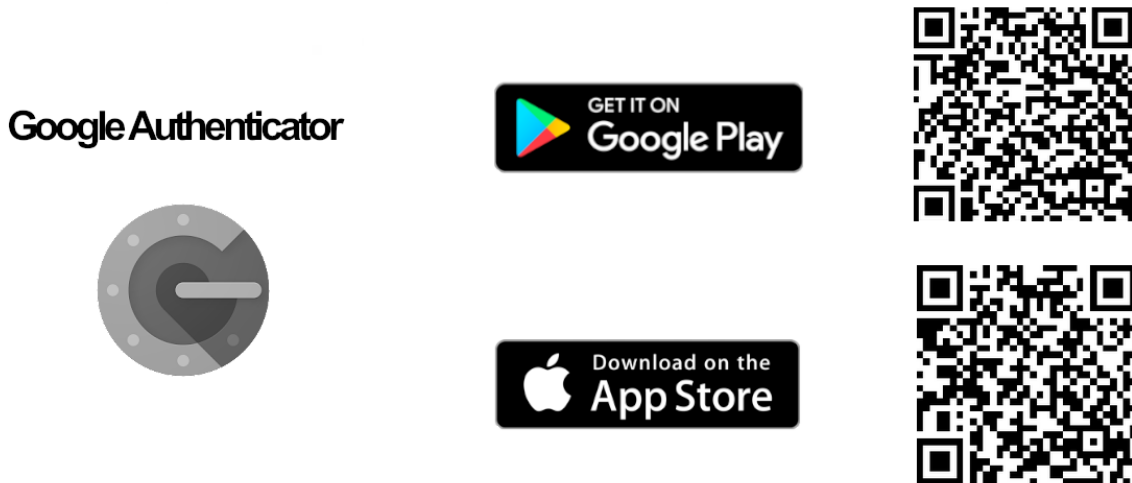 Google Authenticator
GET IT ON
Google Play
Download on the
App Store